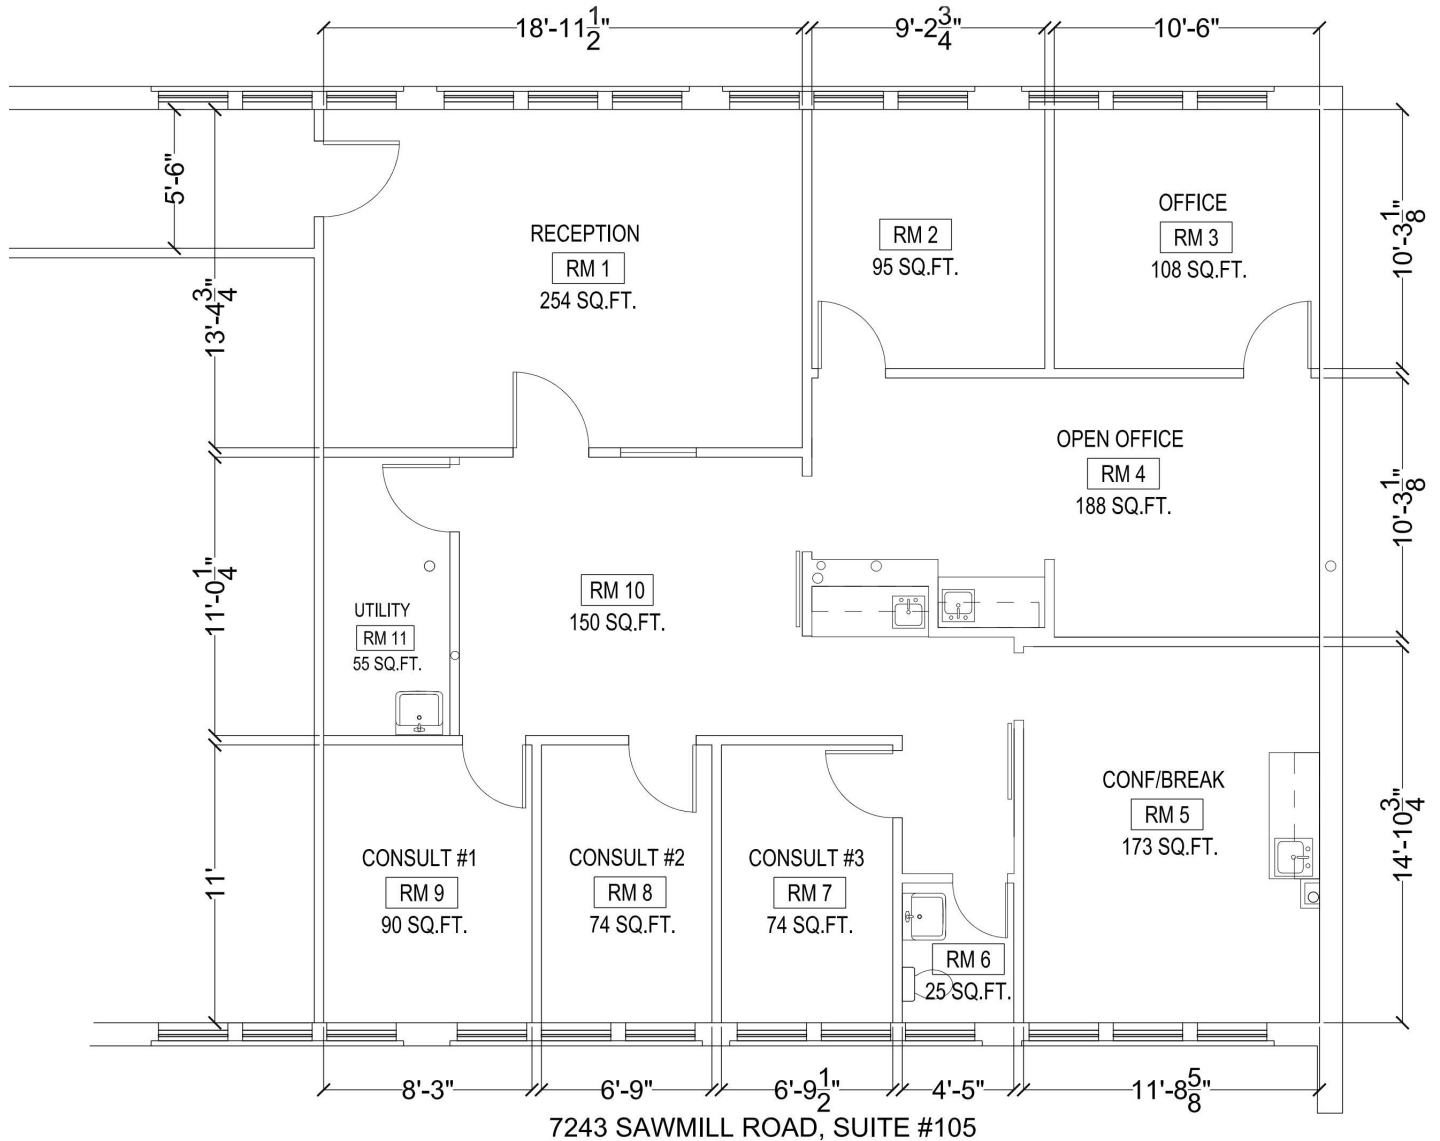 18'-11 1/2"
9'-2 3/4"
10'-6"
5'-6"
13'-4 3/4"
RECEPTION
RM 1
254 SQ.FT.
RM 2
95 SQ.FT.
OFFICE
RM 3
108 SQ.FT.
10'-3 1/8"
OPEN OFFICE
RM 4
188 SQ.FT.
10'-3 1/8"
11'-0 1/4"
UTILITY
RM 11
55 SQ.FT.
RM 10
150 SQ.FT.
CONF/BREAK
RM 5
173 SQ.FT.
14'-10 3/4"
11'
CONSULT #1
RM 9
90 SQ.FT.
CONSULT #2
RM 8
74 SQ.FT.
CONSULT #3
RM 7
74 SQ.FT.
RM 6
25 SQ.FT.
8'-3"
6'-9"
6'-9 1/2"
4'-5"
11'-8 5/8"
7243 SAWMILL ROAD, SUITE #105